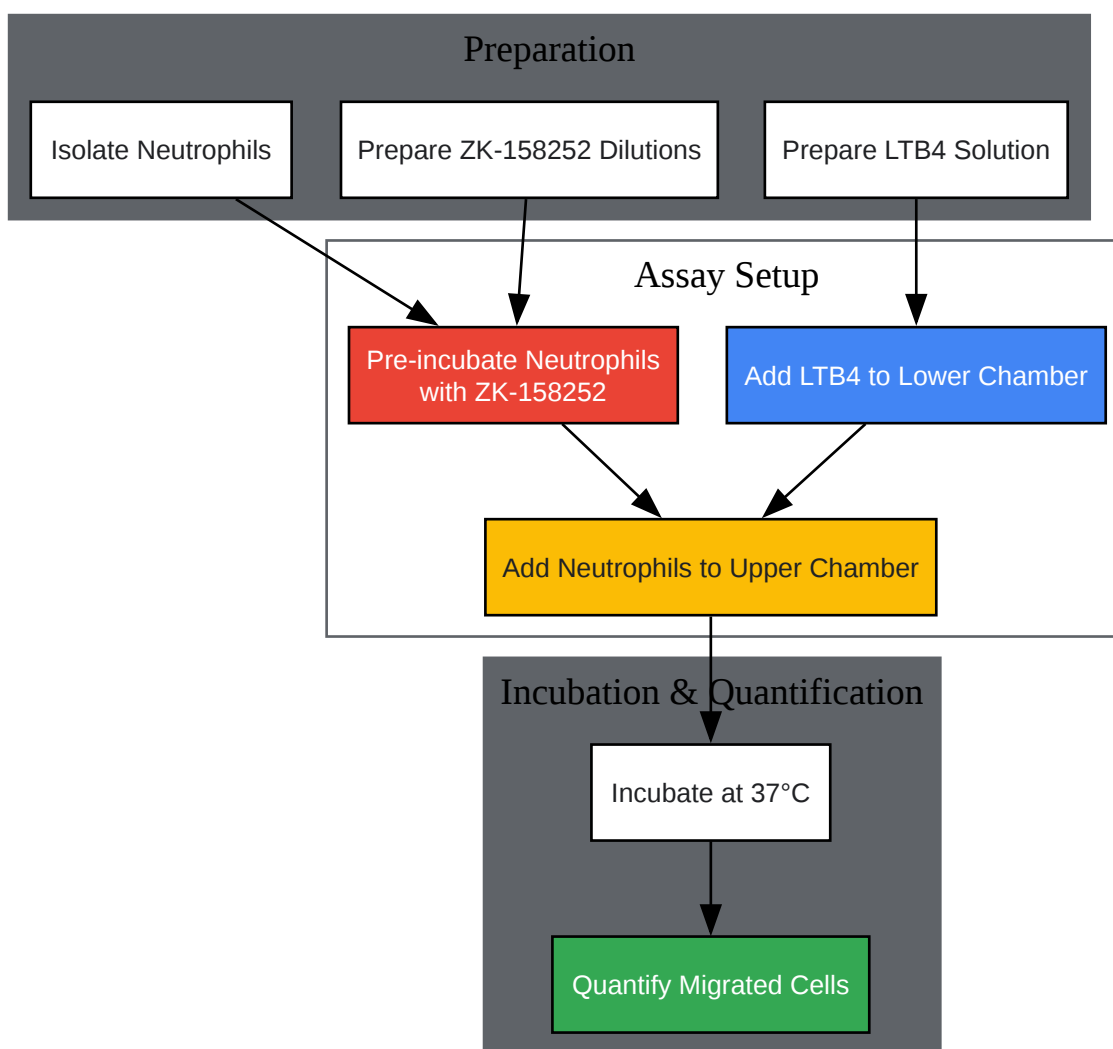 Preparation
Isolate Neutrophils
Prepare ZK-158252 Dilutions
Prepare LTB4 Solution
Assay Setup
Pre-incubate Neutrophils
with ZK-158252
Add LTB4 to Lower Chamber
Add Neutrophils to Upper Chamber
Incubation & Quantification
Incubate at 37°C
Quantify Migrated Cells